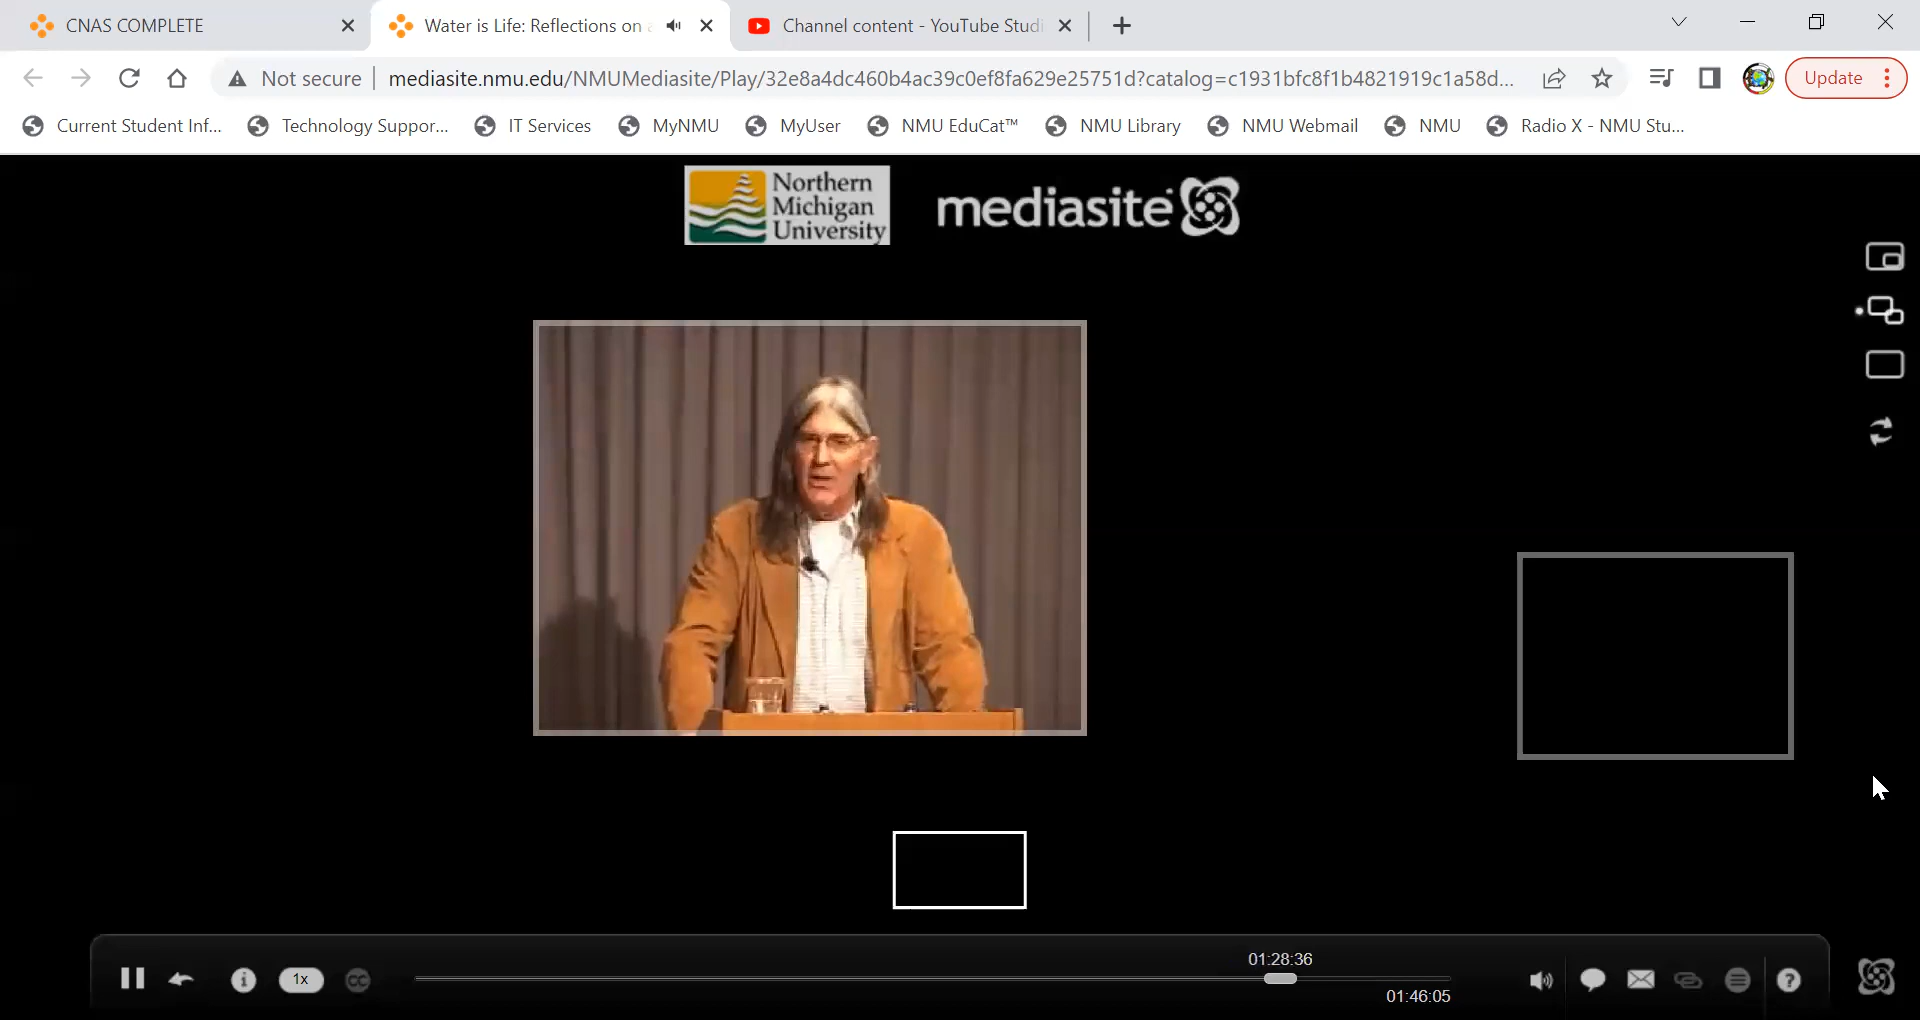 CNAS COMPLETE
Water is Life: Reflections on
Channel content - YouTube Studi
Not secure
mediasite.nmu.edu/NMUMediasite/Play/32e8a4dc460b4ac39c0ef8fa629e25751d?catalog=c1931bfc8f1b4821919c1a58d...
Update
Current Student Inf...
Technology Suppor...
IT Services
MyNMU
MyUser
NMU EduCat™
NMU Library
NMU Webmail
NMU
Radio X - NMU Stu...
Northern
Michigan
University
mediasite
01:28:36
1x
CC
01:46:05